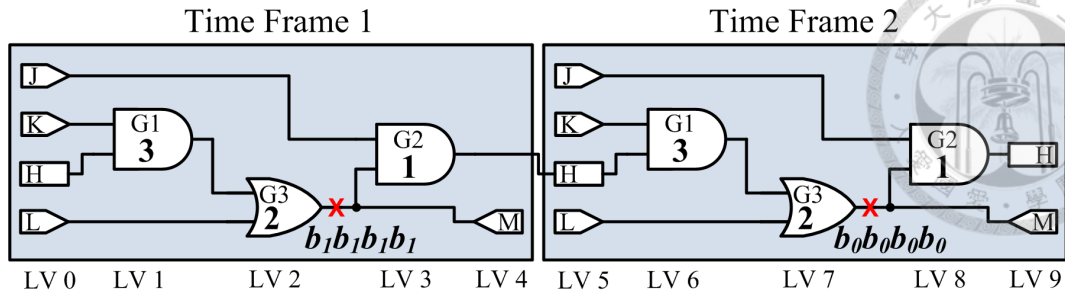 Time Frame 1
Time Frame 2
J
K
H
L
G1
3
G3
2
G2
1
M
b₁b₁b₁b₁
J
K
H
L
G1
3
G3
2
G2
1
H
M
b₀b₀b₀b₀
LV 0 LV 1 LV 2 LV 3 LV 4 LV 5 LV 6 LV 7 LV 8 LV 9